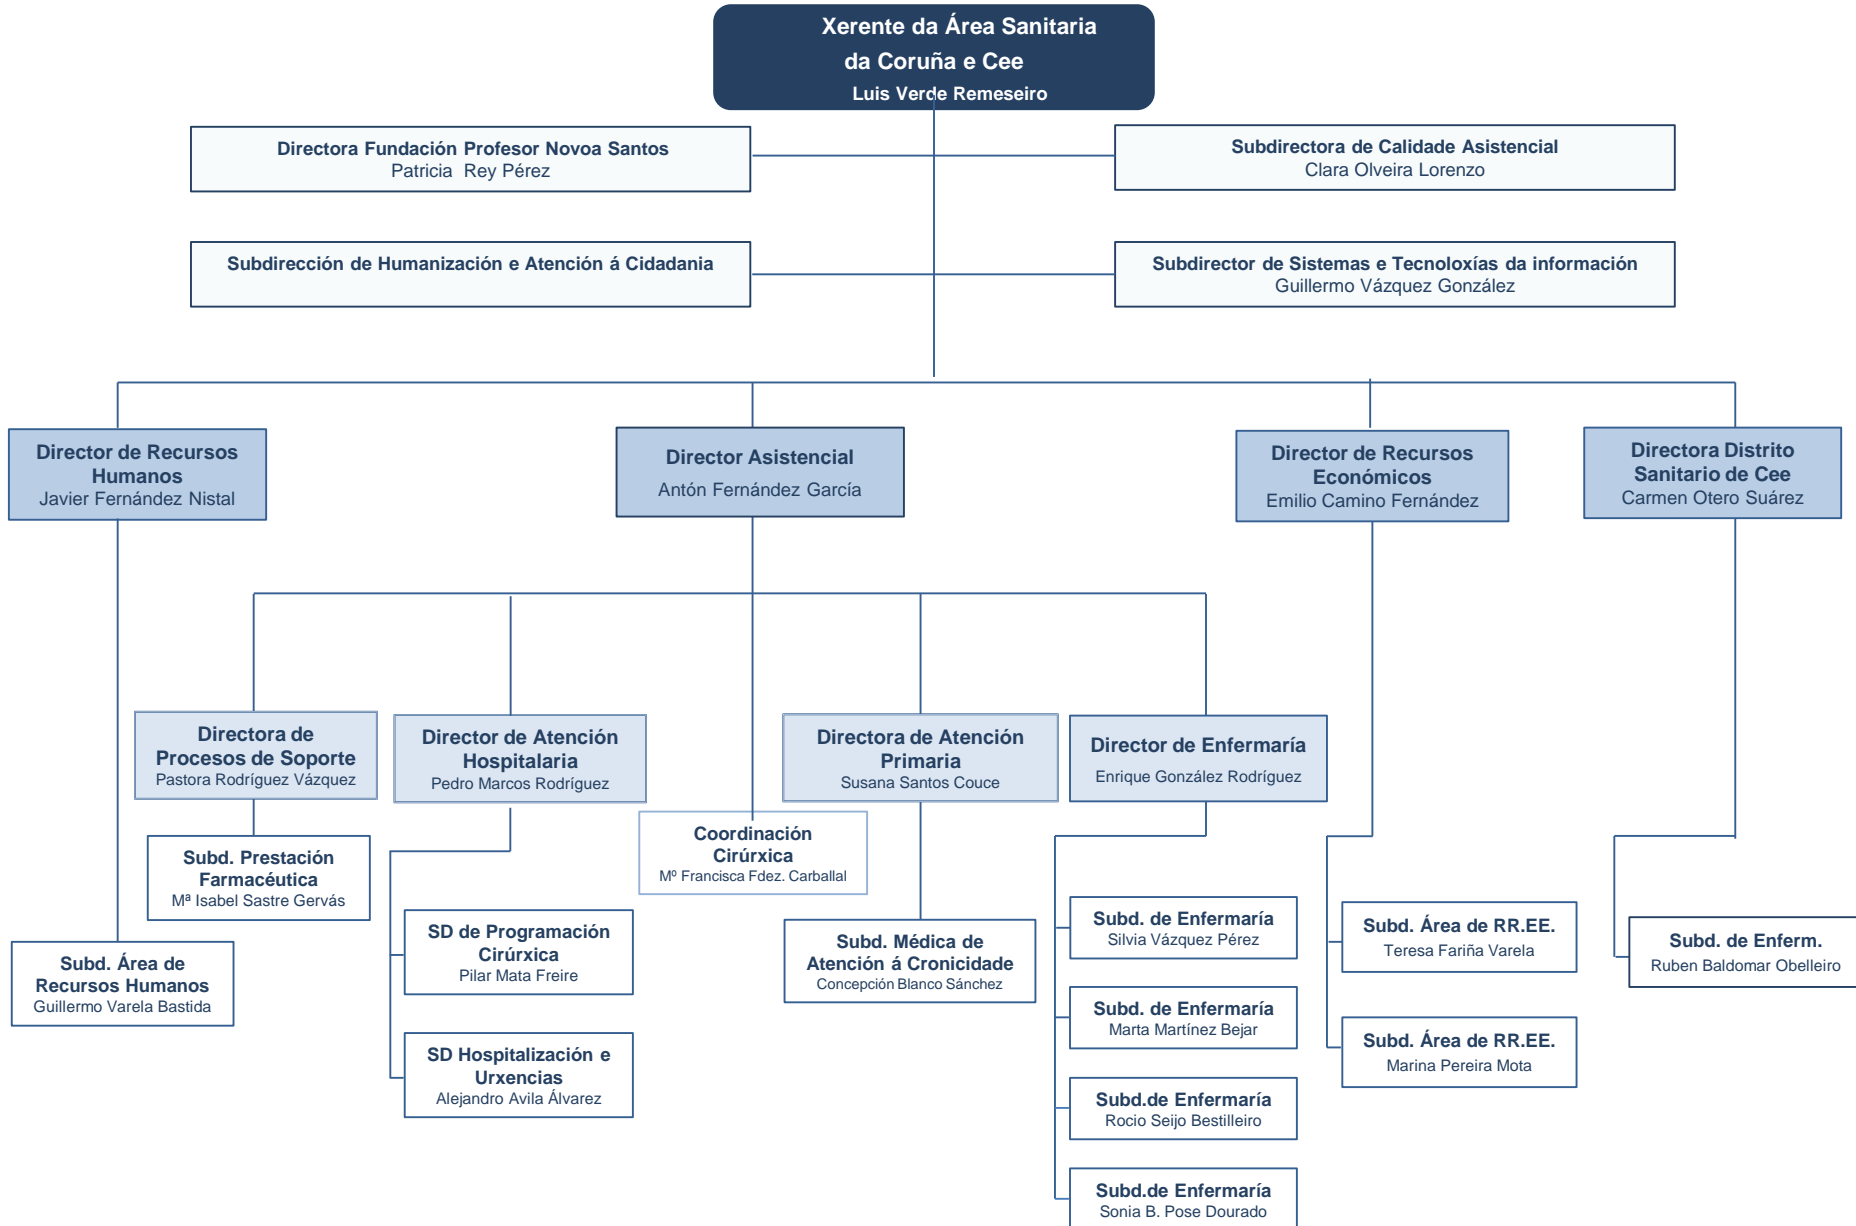 Xerente da Área Sanitaria
da Coruña e Cee
Luis Verde Remeseiro
Directora Fundación Profesor Novoa Santos
Patricia Rey Pérez
Subdirectora de Calidade Asistencial
Clara Olveira Lorenzo
Subdirección de Humanización e Atención á Cidadania
Subdirector de Sistemas e Tecnoloxías da información
Guillermo Vázquez González
Director de Recursos
Humanos
Javier Fernández Nistal
Director Asistencial
Antón Fernández García
Director de Recursos
Económicos
Emilio Camino Fernández
Directora Distrito
Sanitario de Cee
Carmen Otero Suárez
Directora de
Procesos de Soporte
Pastora Rodríguez Vázquez
Director de Atención
Hospitalaria
Pedro Marcos Rodríguez
Directora de Atención
Primaria
Susana Santos Couce
Director de Enfermaría
Enrique González Rodríguez
Subd. Prestación
Farmacéutica
Mª Isabel Sastre Gervás
Coordinación
Cirúrxica
Mº Francisca Fdez. Carballal
Subd. Área de
Recursos Humanos
Guillermo Varela Bastida
SD de Programación
Cirúrxica
Pilar Mata Freire
SD Hospitalización e
Urxencias
Alejandro Avila Álvarez
Subd. Médica de
Atención á Cronicidade
Concepción Blanco Sánchez
Subd. de Enfermaría
Silvia Vázquez Pérez
Subd. de Enfermaría
Marta Martínez Bejar
Subd.de Enfermaría
Rocio Seijo Bestilleiro
Subd.de Enfermaría
Sonia B. Pose Dourado
Subd. Área de RR.EE.
Teresa Fariña Varela
Subd. Área de RR.EE.
Marina Pereira Mota
Subd. de Enferm.
Ruben Baldomar Obelleiro